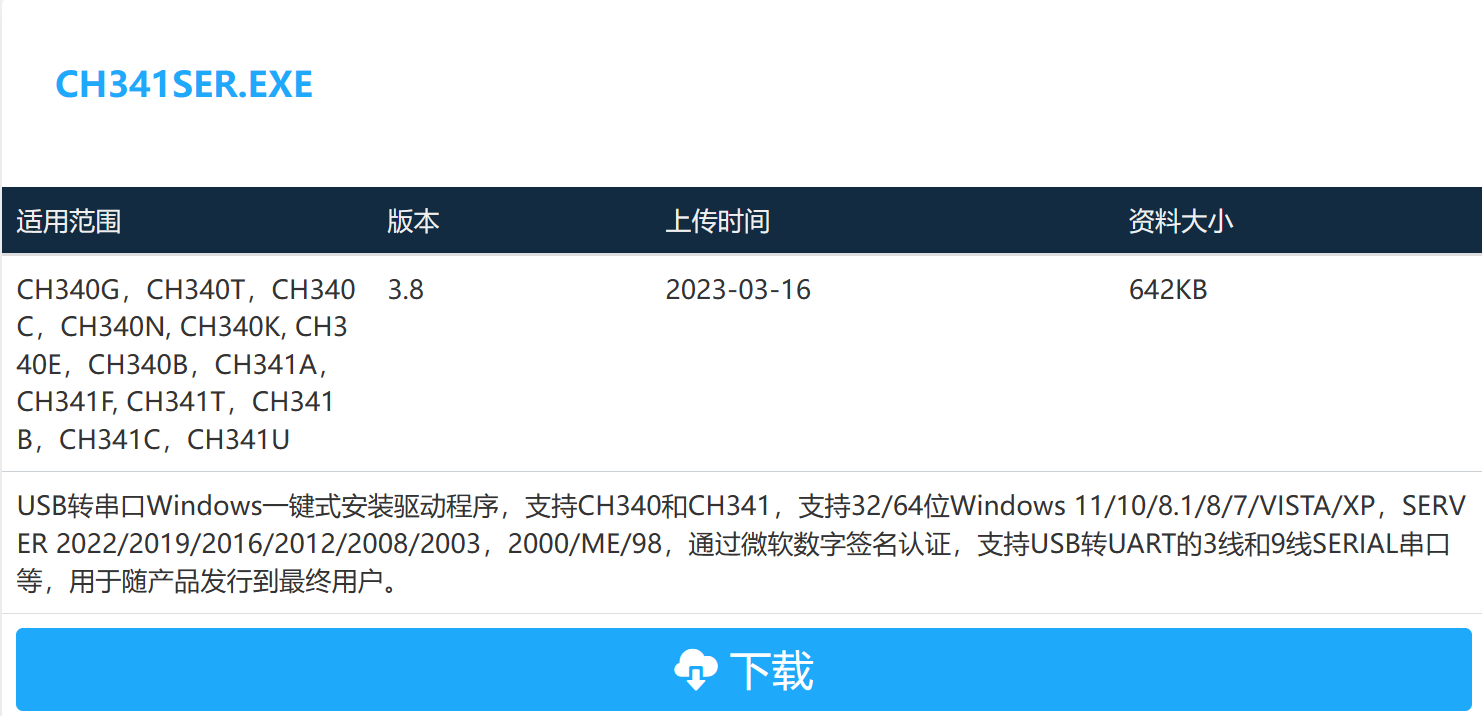 CH341SER.EXE
适用范围 版本 上传时间 资料大小
CH340G，CH340T，CH340 3.8 2023-03-16 642KB
C，CH340N, CH340K, CH3
40E，CH340B，CH341A，
CH341F, CH341T，CH341
B，CH341C，CH341U
USB转串口Windows一键式安装驱动程序，支持CH340和CH341，支持32/64位Windows 11/10/8.1/8/7/VISTA/XP，SERV
ER 2022/2019/2016/2012/2008/2003，2000/ME/98，通过微软数字签名认证，支持USB转UART的3线和9线SERIAL串口
等，用于随产品发行到最终用户。
下载